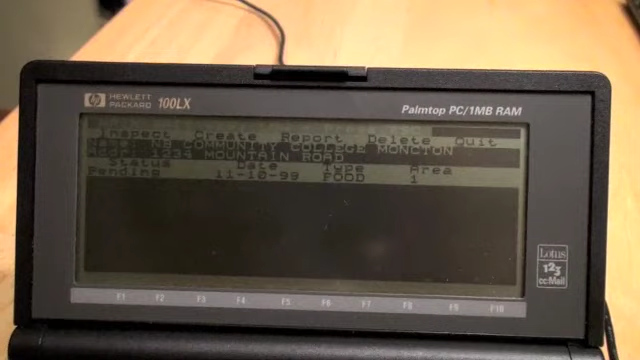 HEWLETT
PACKARD 100LX
Palmtop PC/1MB RAM
Inspect Create Report Delete Quit
Name: NB COMMUNITY COLLEGE MONCTON
MOUNTAIN ROAD
Status Date Type Area
Pending 11-10-99 FOOD 1
Lotus
123
cc:Mail
F1 F2 F3 F4 F5 F6 F7 F8 F9 F10